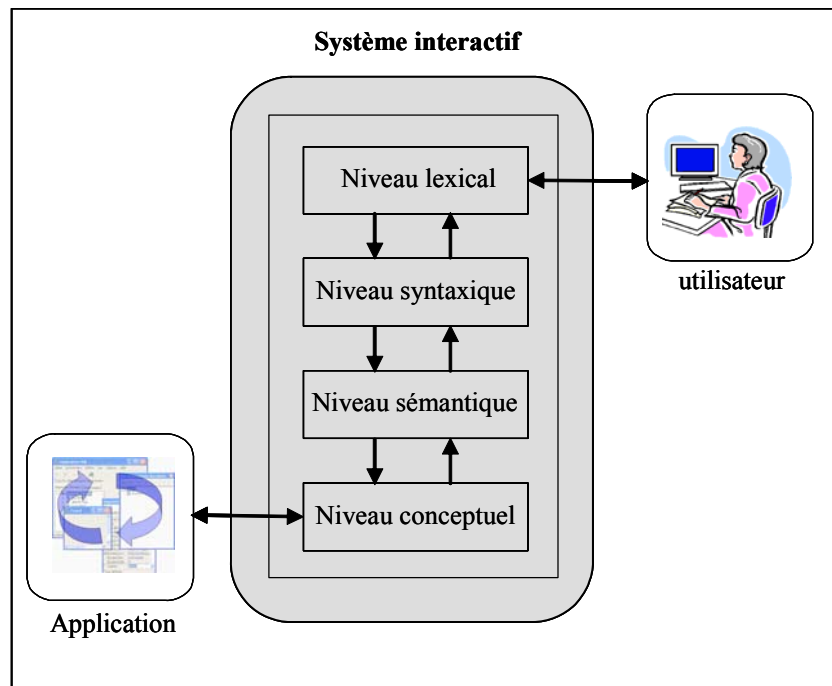 Système interactif
Niveau lexical
utilisateur
Niveau syntaxique
Niveau sémantique
Niveau conceptuel
Application